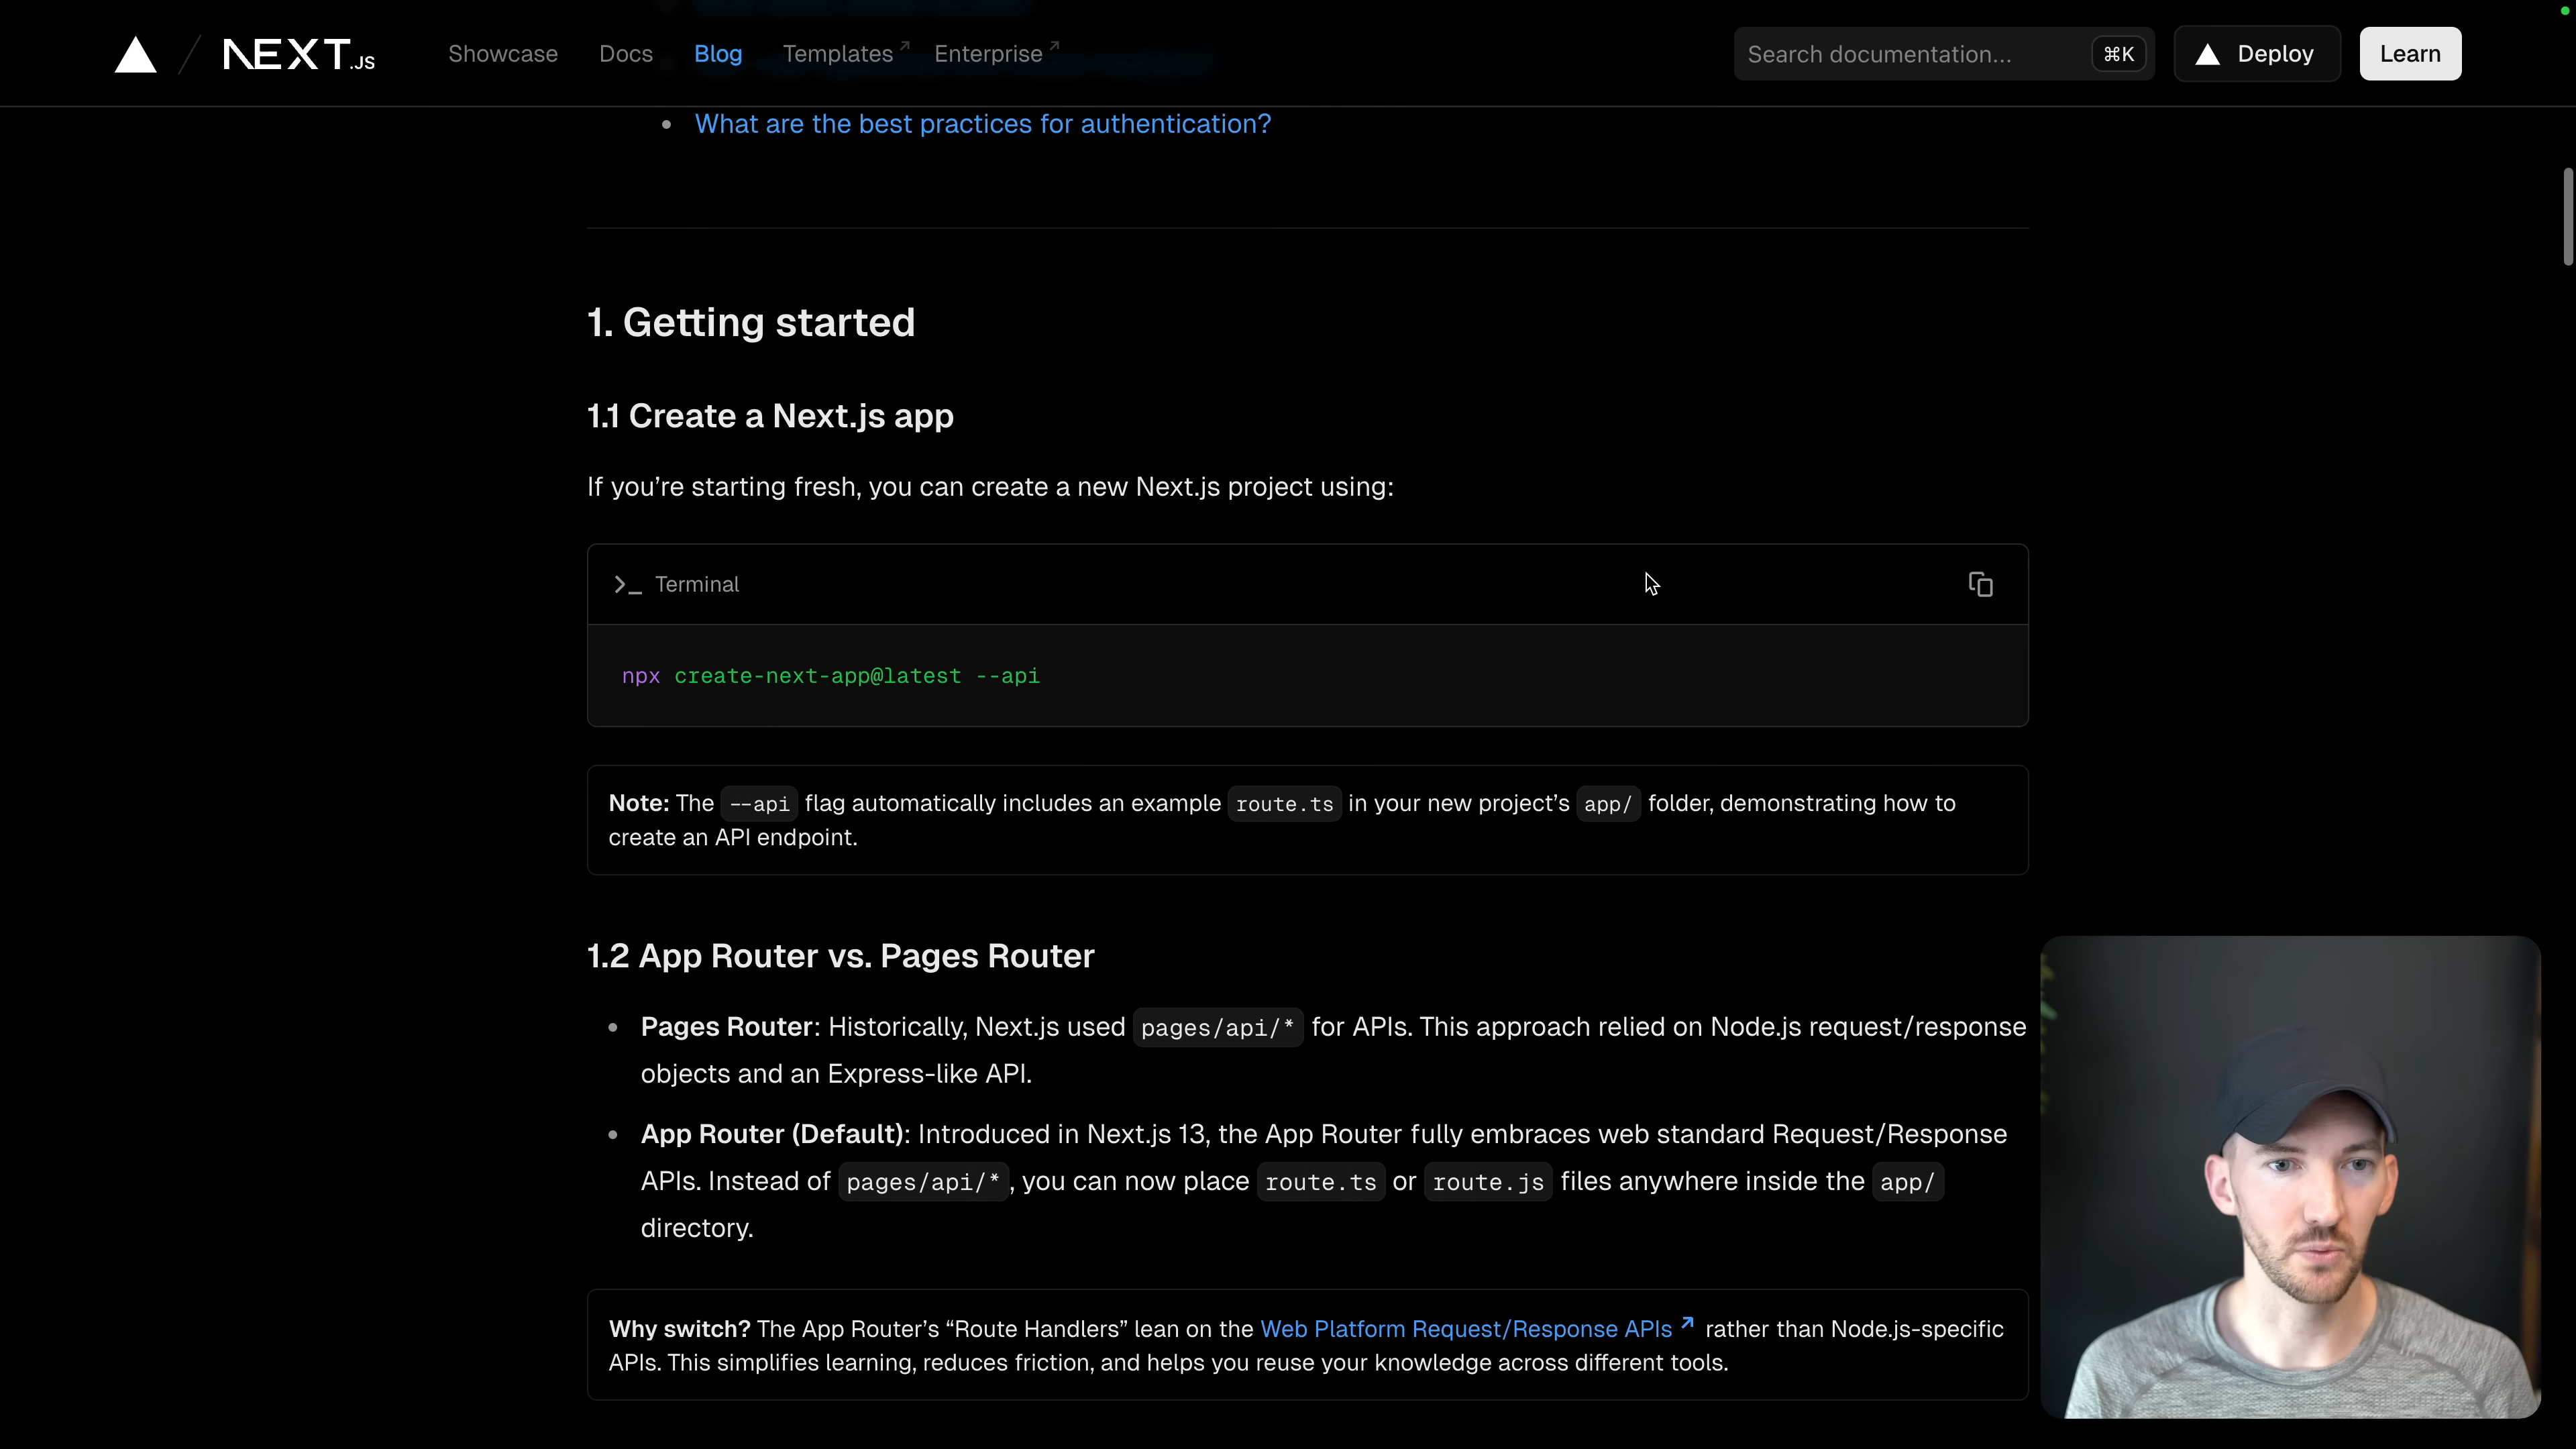 NEXT.JS
Showcase
Docs
Blog
Templates
Enterprise
Search documentation...
⌘K
Deploy
Learn
What are the best practices for authentication?
1. Getting started
1.1 Create a Next.js app
If you’re starting fresh, you can create a new Next.js project using:
Terminal
npx create-next-app@latest --api
Note: The --api flag automatically includes an example route.ts in your new project’s app/ folder, demonstrating how to
create an API endpoint.
1.2 App Router vs. Pages Router
Pages Router: Historically, Next.js used pages/api/* for APIs. This approach relied on Node.js request/response
objects and an Express-like API.
App Router (Default): Introduced in Next.js 13, the App Router fully embraces web standard Request/Response
APIs. Instead of pages/api/*, you can now place route.ts or route.js files anywhere inside the app/
directory.
Why switch? The App Router’s “Route Handlers” lean on the Web Platform Request/Response APIs rather than Node.js-specific
APIs. This simplifies learning, reduces friction, and helps you reuse your knowledge across different tools.